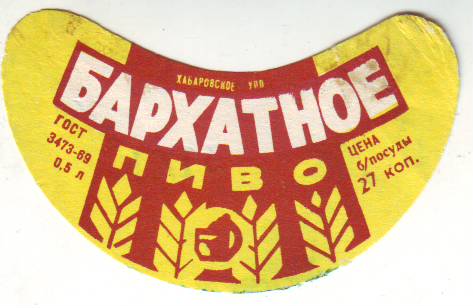 ХАБАРОВСКОЕ УПП
БАРХАТНОЕ
ПИВО
ГОСТ
3473-69
0,5 л
ЦЕНА
б/посуды
27 коп.